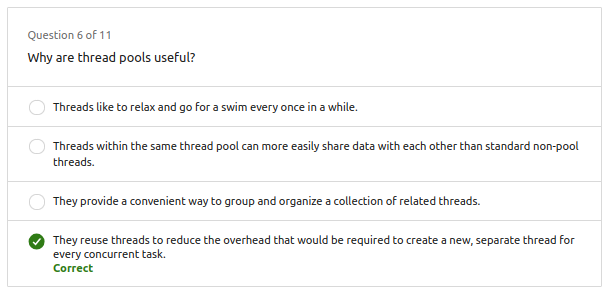 Question 6 of 11
Why are thread pools useful?
Threads like to relax and go for a swim every once in a while.
Threads within the same thread pool can more easily share data with each other than standard non-pool
threads.
They provide a convenient way to group and organize a collection of related threads.
They reuse threads to reduce the overhead that would be required to create a new, separate thread for
every concurrent task.
Correct